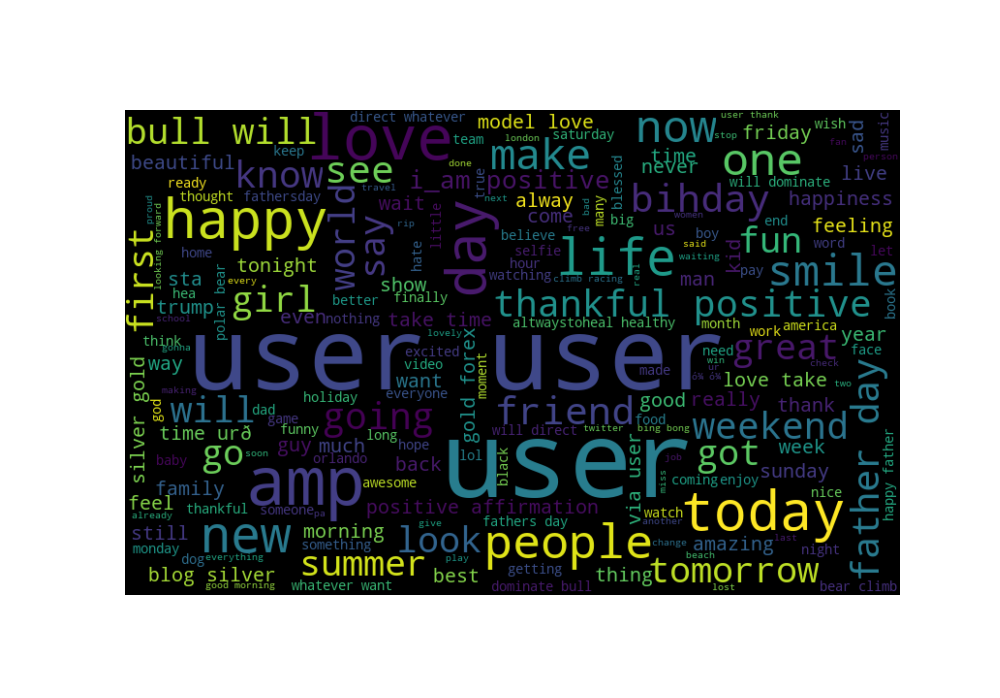 direct whatever
user thank
bull will
love
model love
now
wish
music
team
london
saturday
stop
friday
sad
fan
person
keep
make
time
never
one
beautiful
know
see
done
true
blessed
will dominate
live
ready
travel
i_am positive
thought
fathersday
world
say
wait
little
day
next
alway
bad
many
bihday
happiness
proud
happy
rip
come
free
big
us
women
boy
end
feeling
first
looking forward
home
hate
believe
selfie
life
said
fun
word
let
tonight
hour
real
waiting
kid
sta
every
show
watching
climb racing
man
pay
smile
book
hea
girl
better
finally
thankful positive
trump
polar bear
school
even
nothing
take time
altwaystoheal healthy
month
work
america
year
think
gonna
user
user
lovely
gold forex
excited
need
win
great
face
way
video
moment
made
ur
check
making
want
love take
two
silver gold
god
will
dad
holiday
everyone
friend
good
really
thank
game
going
food
weekend
time urð
funny
long
will direct
twitter
bing bong
father day
go
soon
guy
much
hope
user
via user
got
week
baby
orlando
back
lol
black
job
sunday
family
amp
awesome
miss
coming
enjoy
happy father
feel
thankful
someone
pa
positive affirmation
nice
already
watch
today
still
new
morning
give
fathers day
another
last
monday
something
look
people
change
amazing
night
dog
everything
summer
play
getting
beach
blog silver
good morning
whatever want
best
dominate bull
thing
tomorrow
lost
bear climb